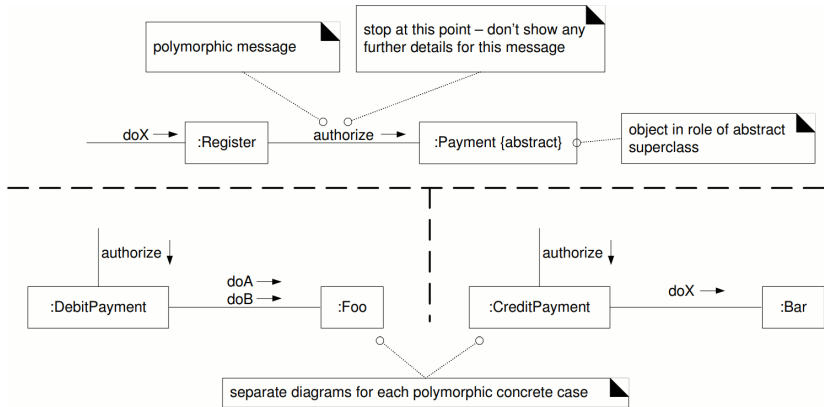 polymorphic message
stop at this point – don't show any
further details for this message
doX
:Register
authorize
:Payment {abstract}
object in role of abstract
superclass
authorize
:DebitPayment
doA
doB
:Foo
authorize
:CreditPayment
doX
:Bar
separate diagrams for each polymorphic concrete case